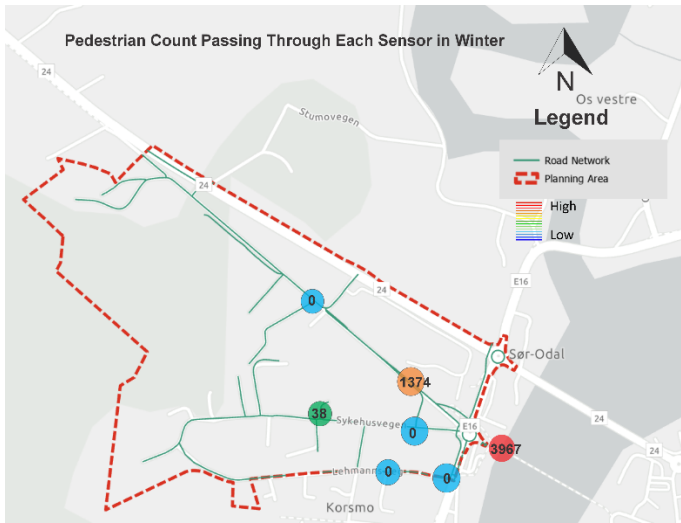 Pedestrian Count Passing Through Each Sensor in Winter
N
Os vestre
Legend
Road Network
Planning Area
High
Low
24
Stumovegen
24
24
E16
0
Sør-Odal
1374
38
Sykehusvegen
0
E16
24
3967
24
0
0
Korsmo